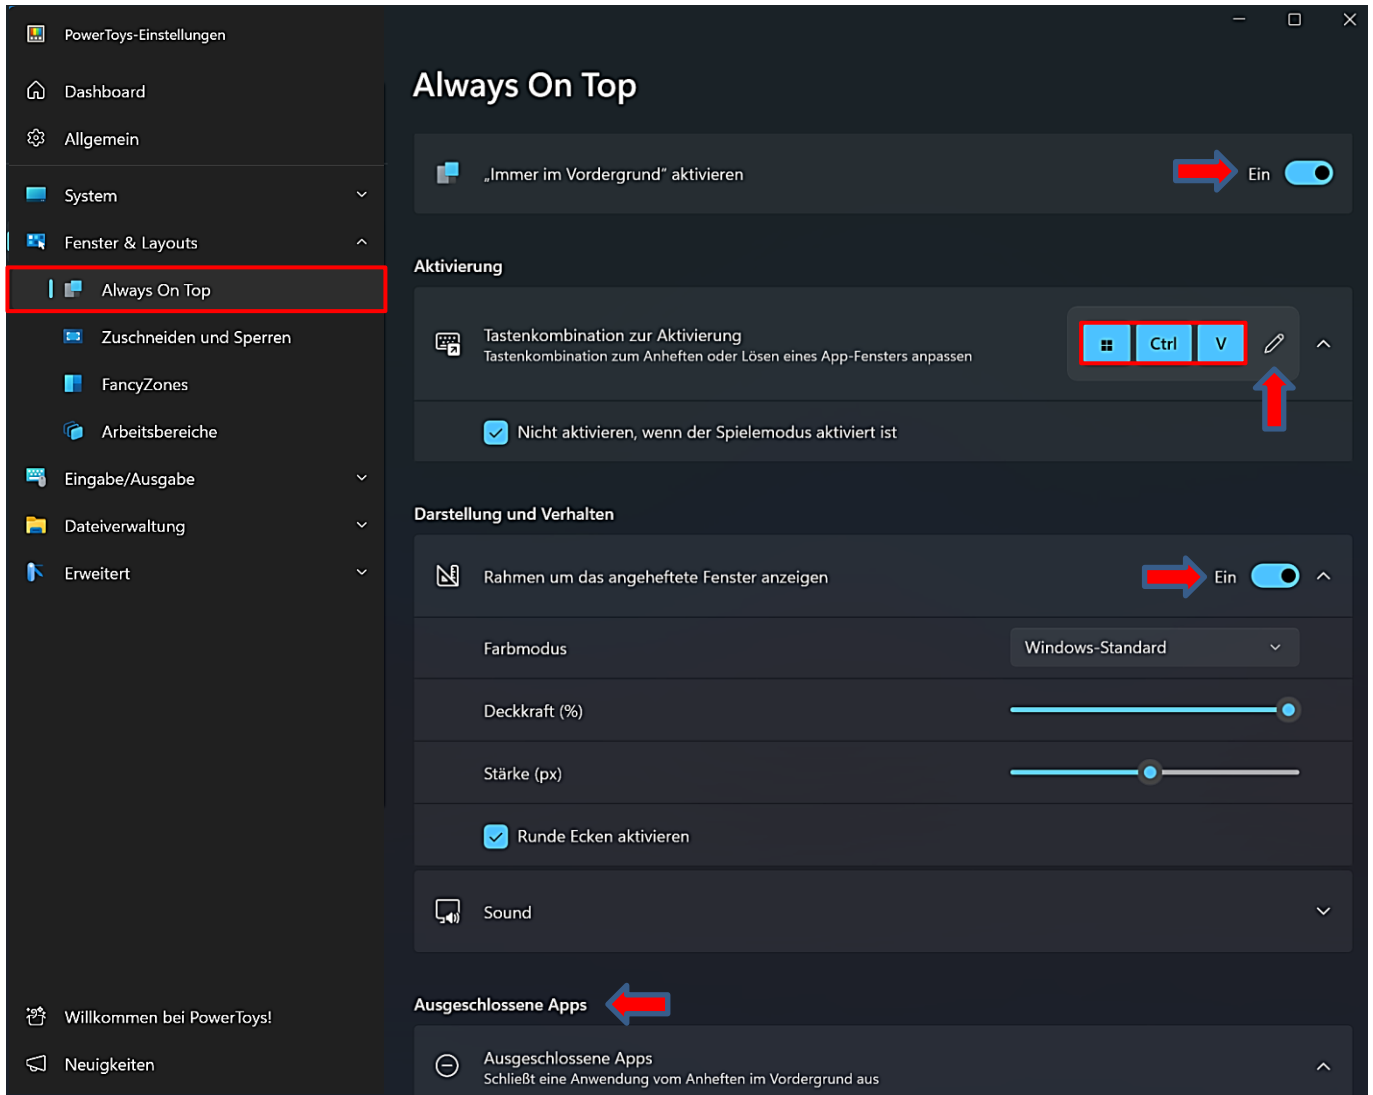 PowerToys-Einstellungen
Dashboard
Allgemein
System
Fenster & Layouts
Always On Top
Zuschneiden und Sperren
FancyZones
Arbeitsbereiche
Eingabe/Ausgabe
Dateiverwaltung
Erweitert
Willkommen bei PowerToys!
Neuigkeiten
Always On Top
„Immer im Vordergrund“ aktivieren
Ein
Aktivierung
Tastenkombination zur Aktivierung
Tastenkombination zum Anheften oder Lösen eines App-Fensters anpassen
Ctrl V
Nicht aktivieren, wenn der Spielemodus aktiviert ist
Darstellung und Verhalten
Rahmen um das angeheftete Fenster anzeigen
Ein
Farbmodus
Windows-Standard
Deckkraft (%)
Stärke (px)
Runde Ecken aktivieren
Sound
Ausgeschlossene Apps
Ausgeschlossene Apps
Schließt eine Anwendung vom Anheften im Vordergrund aus